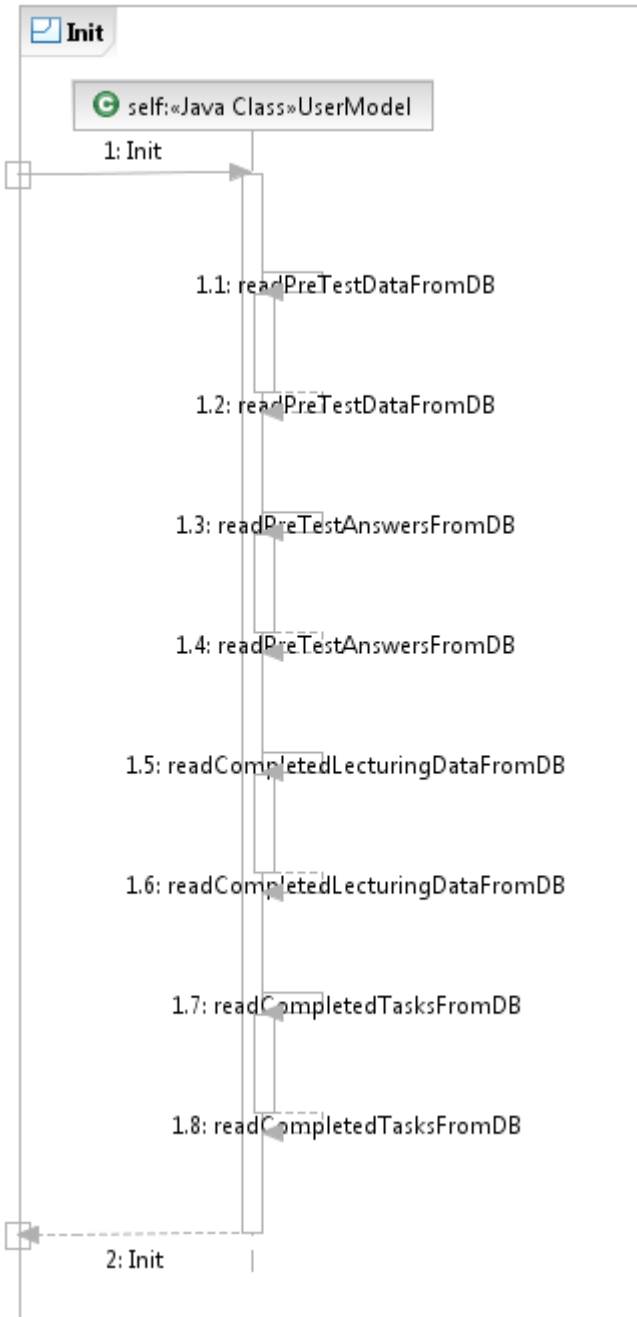 Init
self:«Java Class»UserModel
1: Init
1.1: readPreTestDataFromDB
1.2: readPreTestDataFromDB
1.3: readPreTestAnswersFromDB
1.4: readPreTestAnswersFromDB
1.5: readCompletedLecturingDataFromDB
1.6: readCompletedLecturingDataFromDB
1.7: readCompletedTasksFromDB
1.8: readCompletedTasksFromDB
2: Init